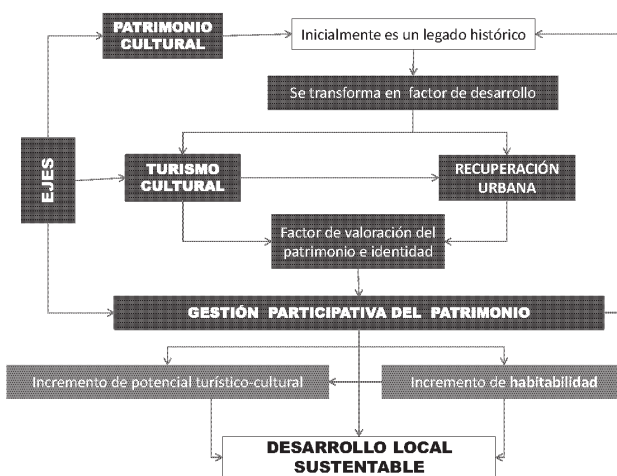 PATRIMONIO
CULTURAL
Inicialmente es un legado histórico
Se transforma en factor de desarrollo
EJES
TURISMO
CULTURAL
RECUPERACIÓN
URBANA
Factor de valoración del
patrimonio e identidad
GESTIÓN PARTICIPATIVA DEL PATRIMONIO
Incremento de potencial turístico-cultural
Incremento de habitabilidad
DESARROLLO LOCAL
SUSTENTABLE